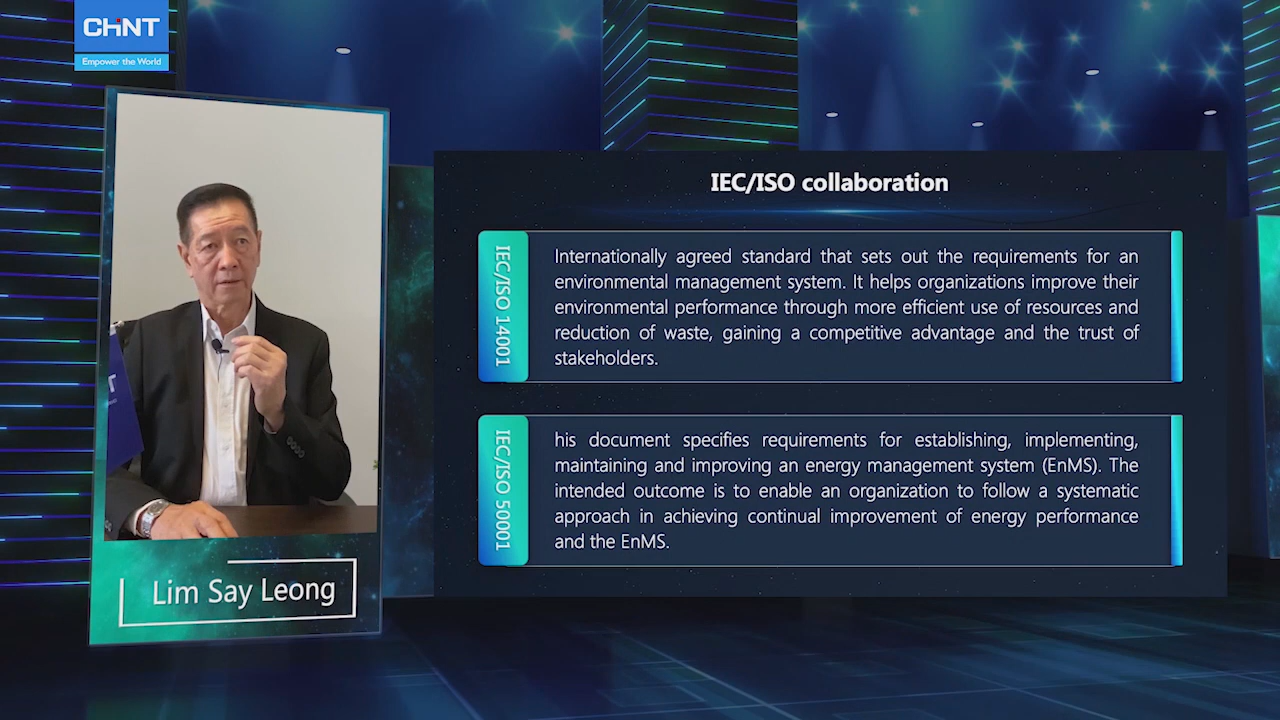 CHiNT
Empower the World
IEC/ISO collaboration
IEC/ISO 14001
Internationally agreed standard that sets out the requirements for an
environmental management system. It helps organizations improve their
environmental performance through more efficient use of resources and
reduction of waste, gaining a competitive advantage and the trust of
stakeholders.
IEC/ISO 50001
his document specifies requirements for establishing, implementing,
maintaining and improving an energy management system (EnMS). The
intended outcome is to enable an organization to follow a systematic
approach in achieving continual improvement of energy performance
and the EnMS.
Lim Say Leong